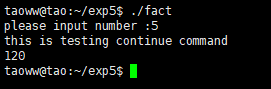 taoww@tao:~/exp5$ ./fact
please input number :5
this is testing continue command
120
taoww@tao:~/exp5$